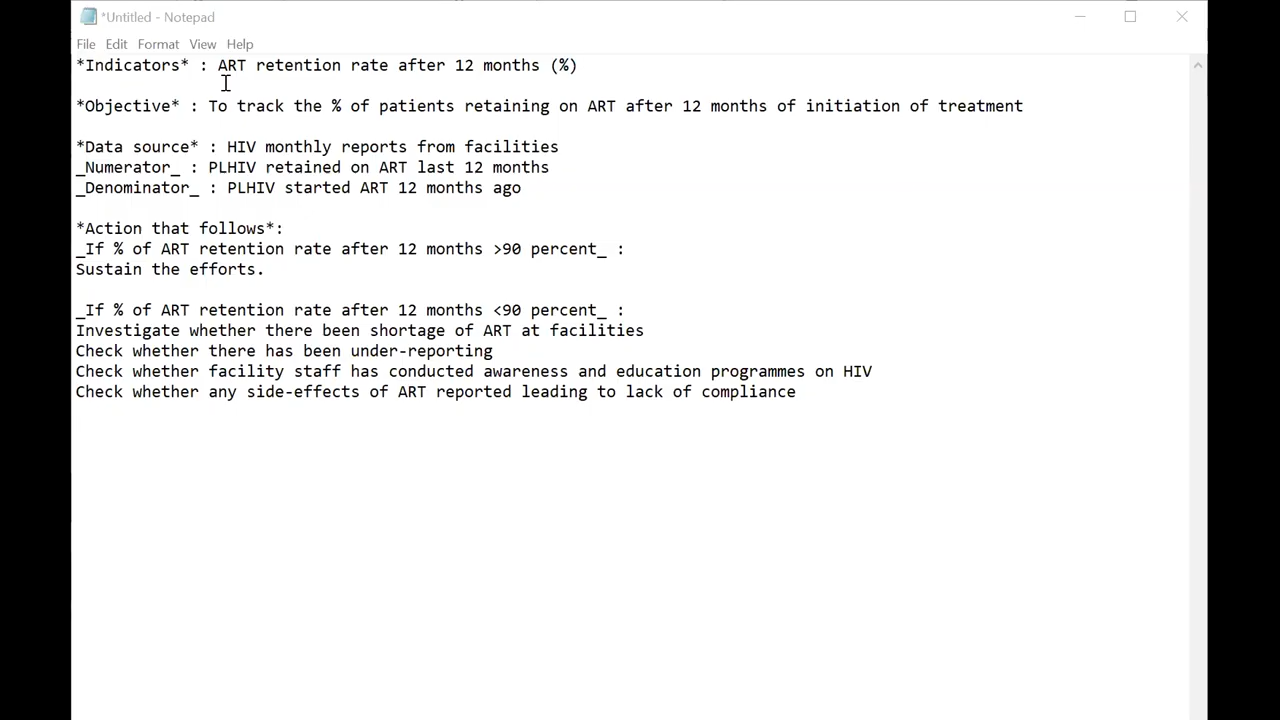 *Untitled - Notepad
File Edit Format View Help
*Indicators* : ART retention rate after 12 months (%)
*Objective* : To track the % of patients retaining on ART after 12 months of initiation of treatment
*Data source* : HIV monthly reports from facilities
_Numerator_ : PLHIV retained on ART last 12 months
_Denominator_ : PLHIV started ART 12 months ago
*Action that follows*:
_If % of ART retention rate after 12 months >90 percent_ :
Sustain the efforts.
_If % of ART retention rate after 12 months <90 percent_ :
Investigate whether there been shortage of ART at facilities
Check whether there has been under-reporting
Check whether facility staff has conducted awareness and education programmes on HIV
Check whether any side-effects of ART reported leading to lack of compliance